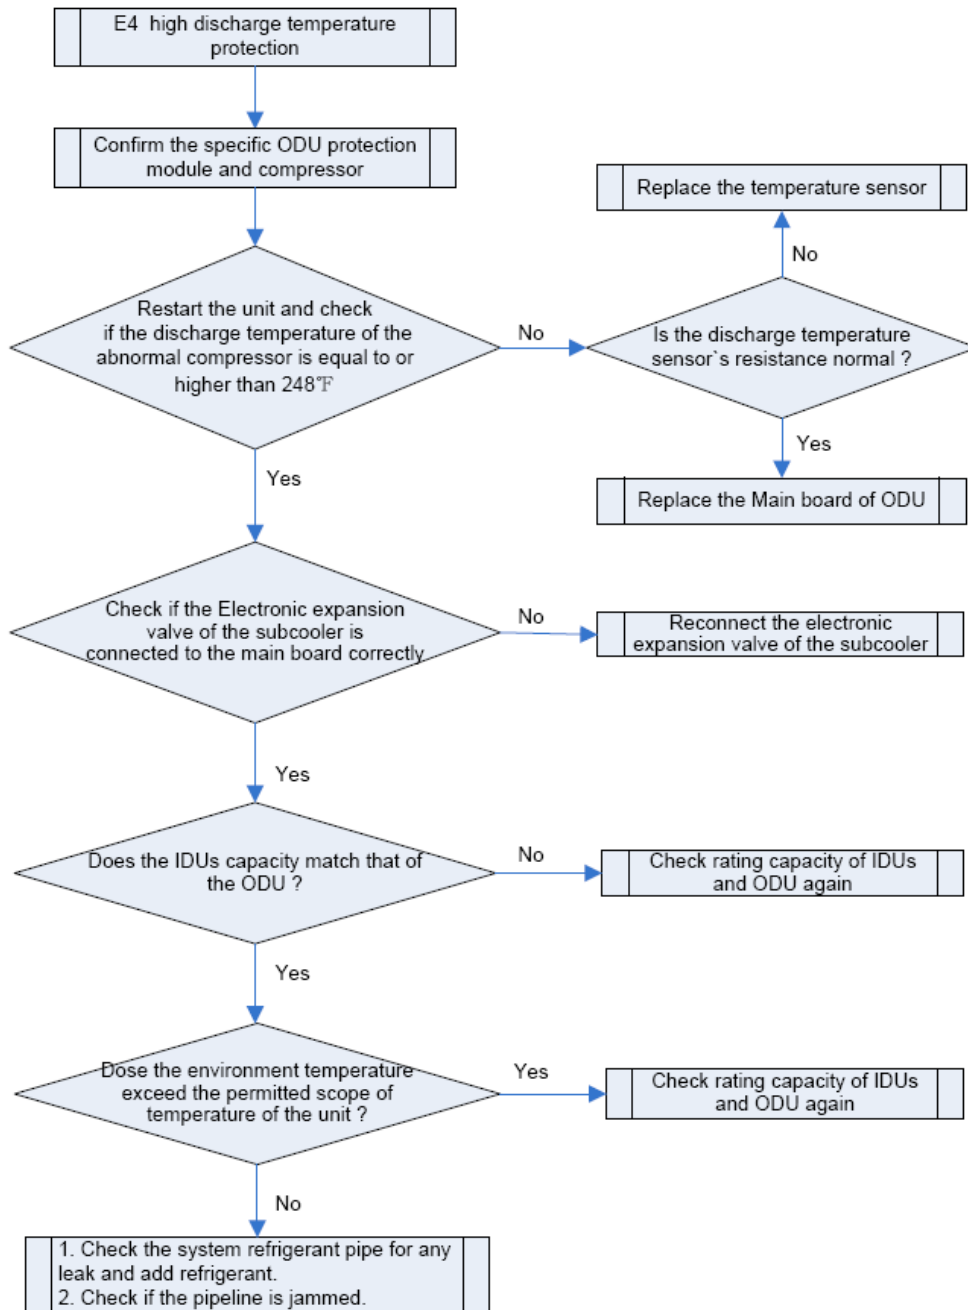 E4 high discharge temperature
protection
Confirm the specific ODU protection
module and compressor
Replace the temperature sensor
No
Restart the unit and check
if the discharge temperature of the
abnormal compressor is equal to or
higher than 248℉
No
Is the discharge temperature
sensor`s resistance normal ?
Yes
Yes
Replace the Main board of ODU
Check if the Electronic expansion
valve of the subcooler is
connected to the main board correctly
No
Reconnect the electronic
expansion valve of the subcooler
Yes
Does the IDUs capacity match that of
the ODU ?
No
Check rating capacity of IDUs
and ODU again
Yes
Dose the environment temperature
exceed the permitted scope of
temperature of the unit ?
Yes
Check rating capacity of IDUs
and ODU again
No
1. Check the system refrigerant pipe for any
leak and add refrigerant.
2. Check if the pipeline is jammed.